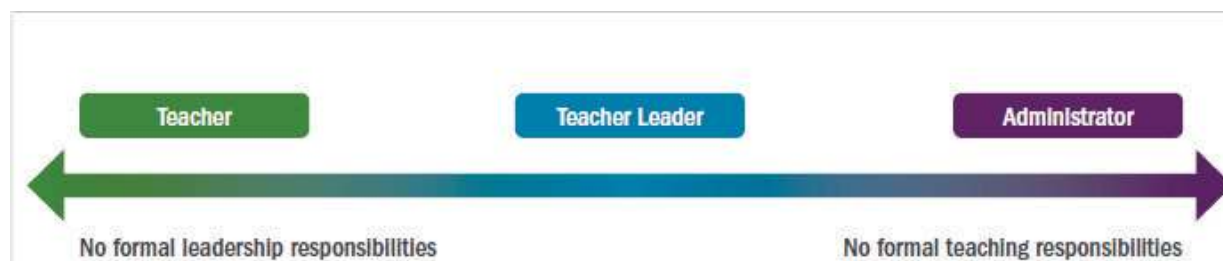 Teacher Teacher Leader Administrator
No formal leadership responsibilities No formal teaching responsibilities